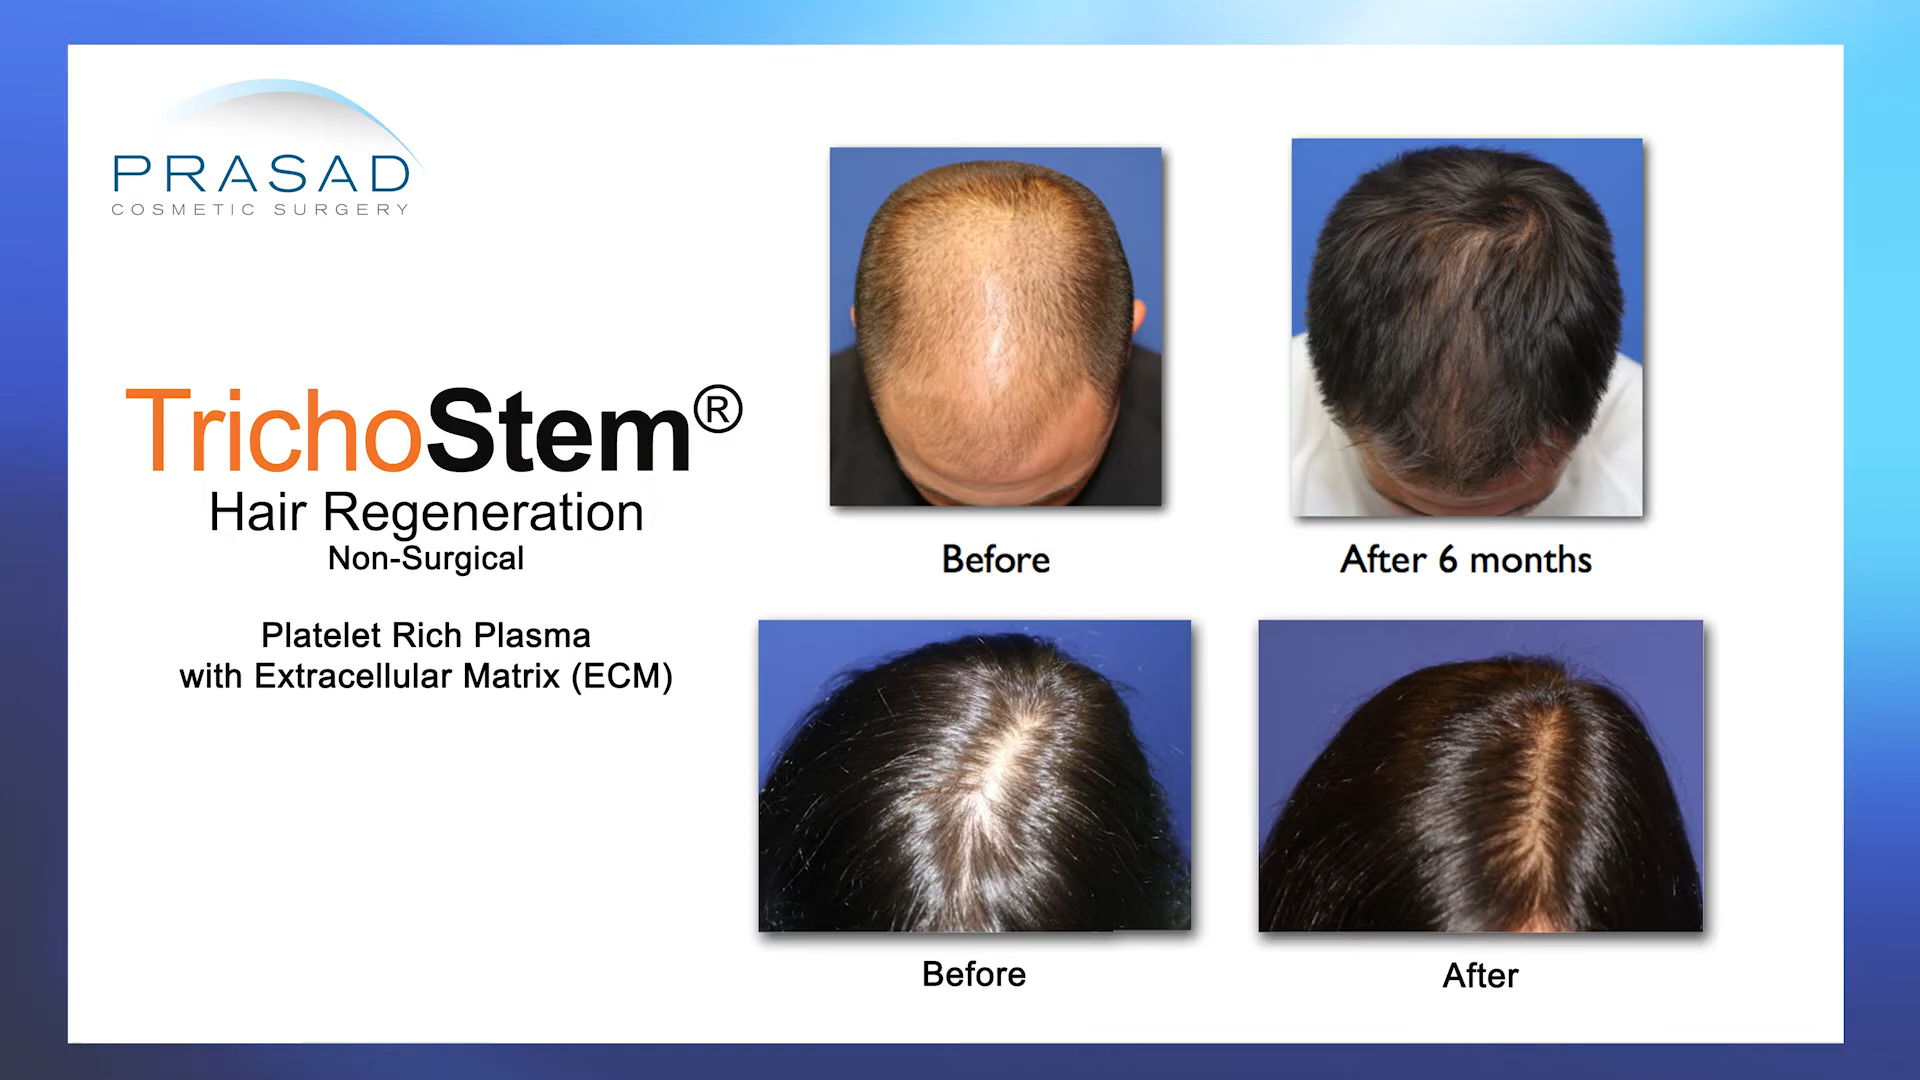 PRASAD
COSMETIC SURGERY
TrichoStem®
Hair Regeneration
Non-Surgical
Platelet Rich Plasma
with Extracellular Matrix (ECM)
Before
After 6 months
Before
After